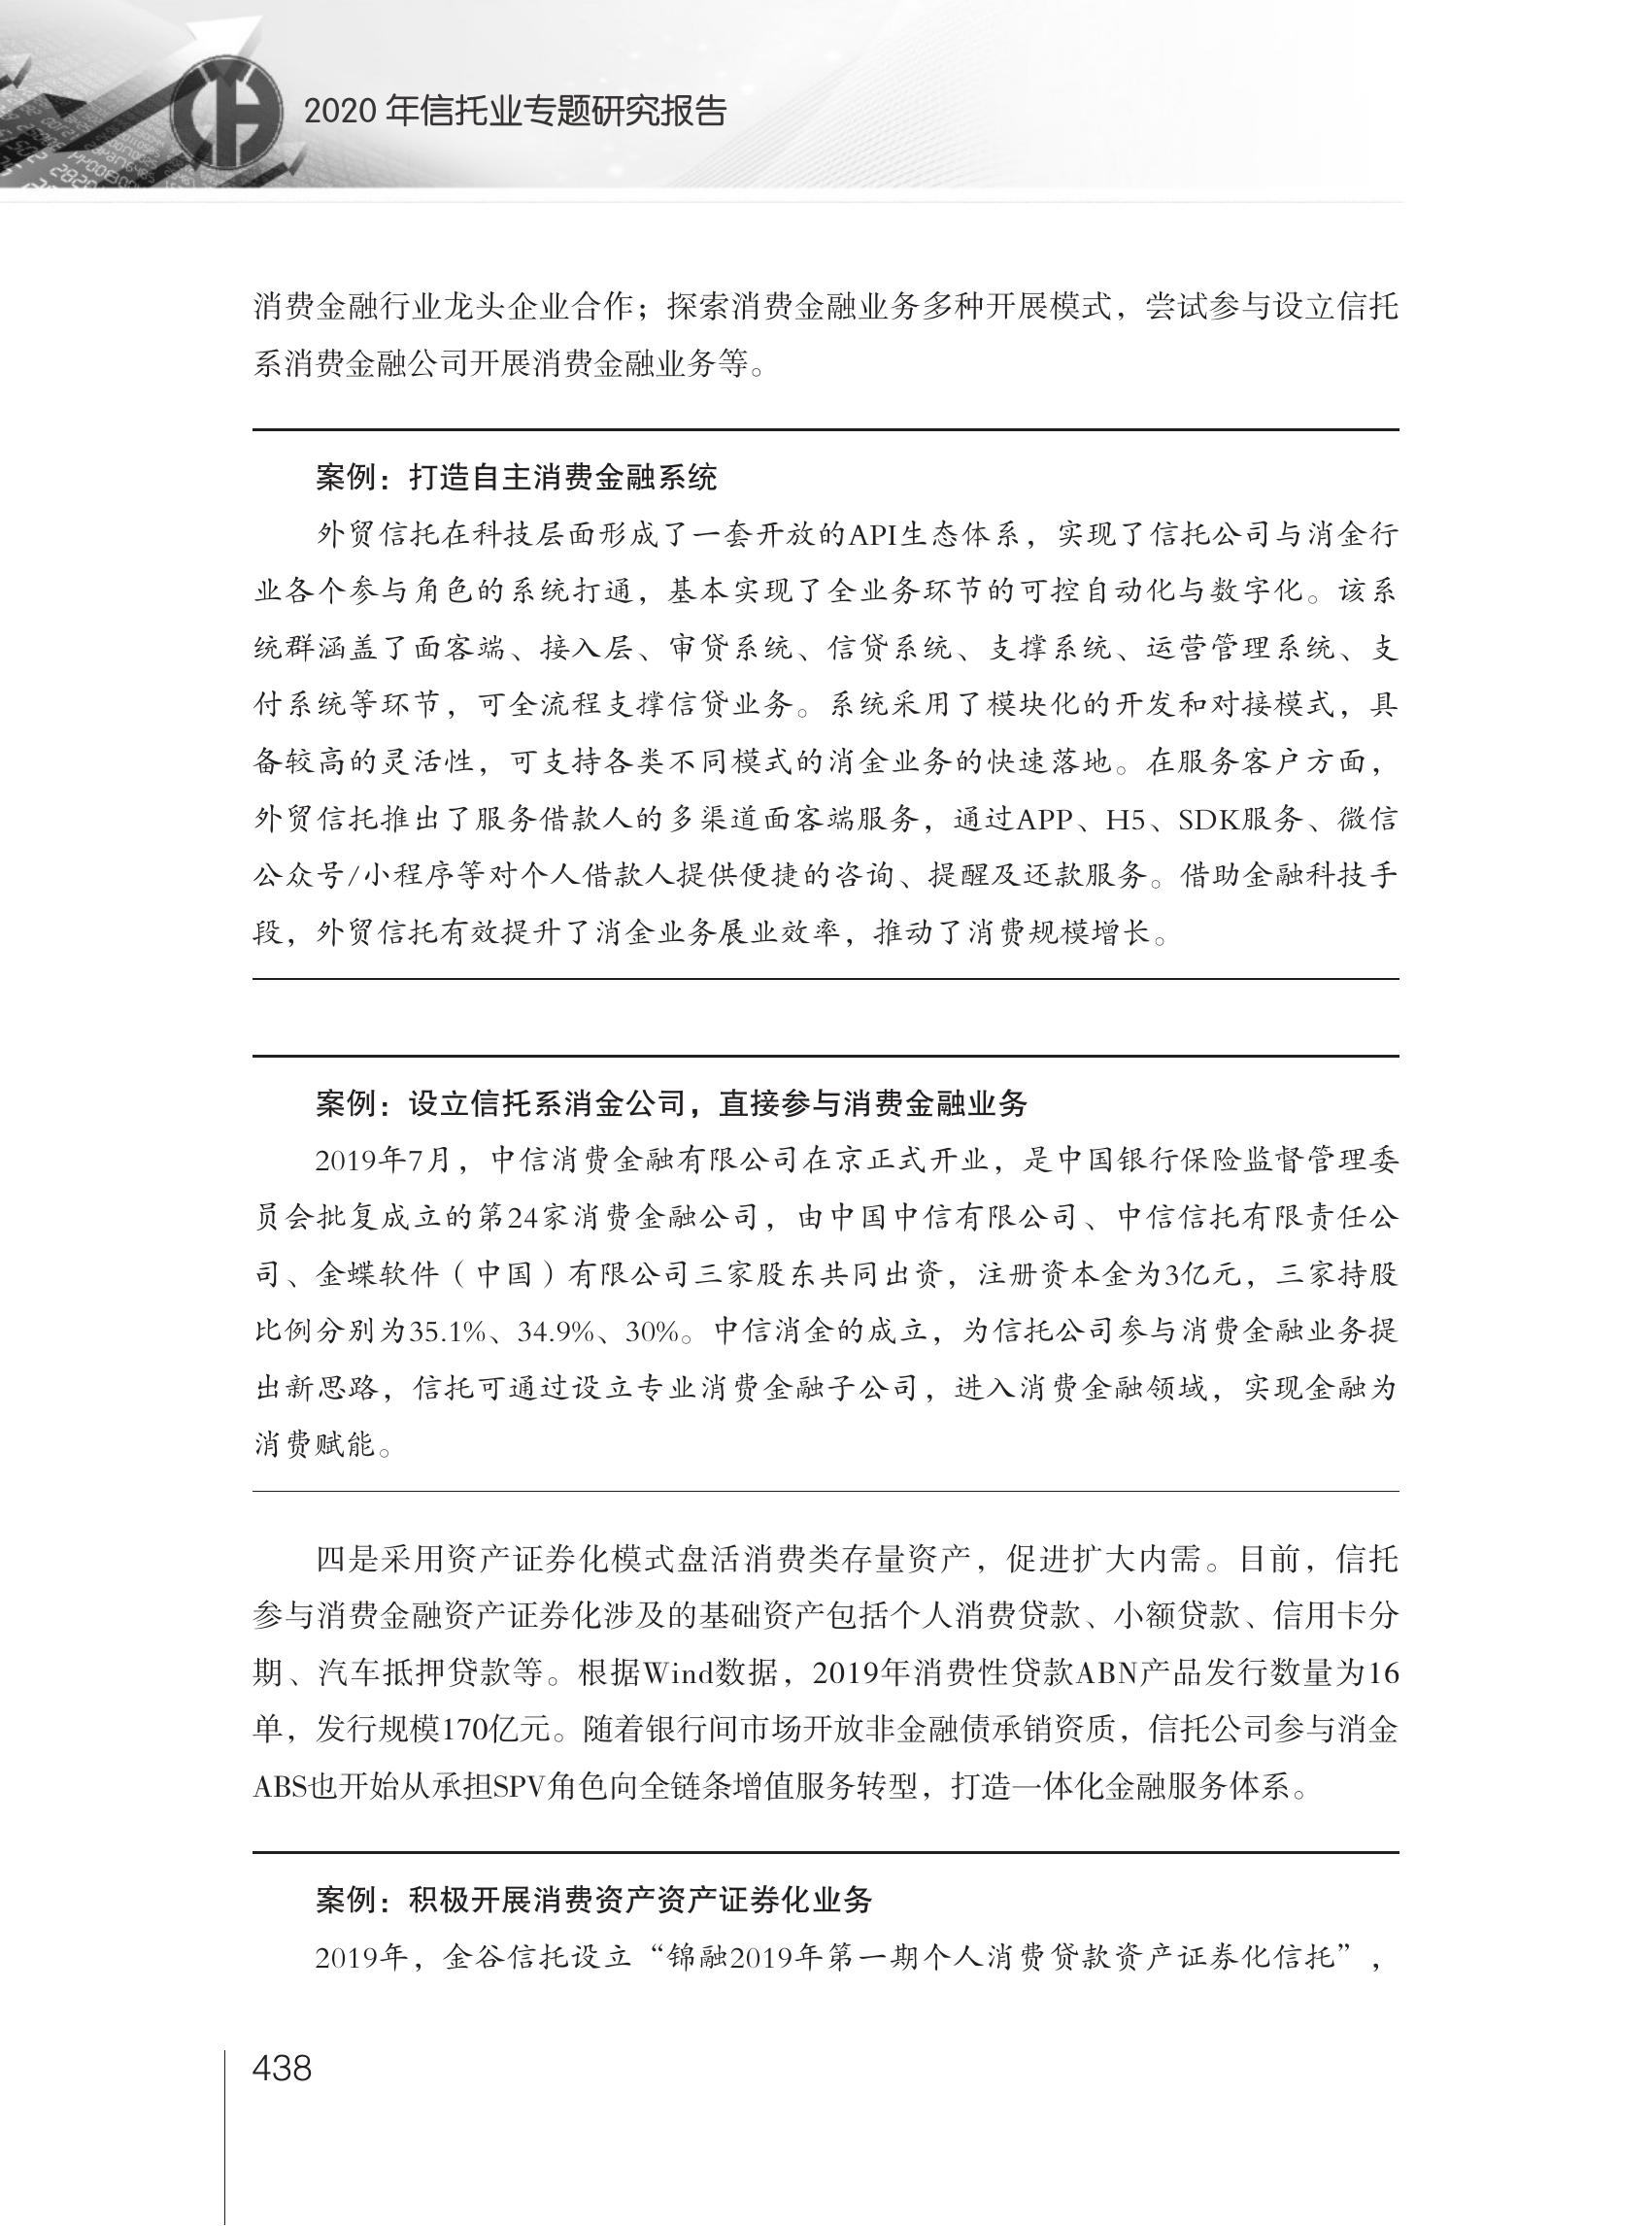 2020 年信托业专题研究报告
消费金融行业龙头企业合作；探索消费金融业务多种开展模式，尝试参与设立信托
系消费金融公司开展消费金融业务等。
案例：打造自主消费金融系统
外贸信托在科技层面形成了一套开放的API生态体系，实现了信托公司与消金行
业各个参与角色的系统打通，基本实现了全业务环节的可控自动化与数字化。该系
统群涵盖了面客端、接入层、审贷系统、信贷系统、支撑系统、运营管理系统、支
付系统等环节，可全流程支撑信贷业务。系统采用了模块化的开发和对接模式，具
备较高的灵活性，可支持各类不同模式的消金业务的快速落地。在服务客户方面，
外贸信托推出了服务借款人的多渠道面客端服务，通过APP、H5、SDK服务、微信
公众号/小程序等对个人借款人提供便捷的咨询、提醒及还款服务。借助金融科技手
段，外贸信托有效提升了消金业务展业效率，推动了消费规模增长。
案例：设立信托系消金公司，直接参与消费金融业务
2019年7月，中信消费金融有限公司在京正式开业，是中国银行保险监督管理委
员会批复成立的第24家消费金融公司，由中国中信有限公司、中信信托有限责任公
司、金蝶软件（中国）有限公司三家股东共同出资，注册资本金为3亿元，三家持股
比例分别为35.1%、34.9%、30%。中信消金的成立，为信托公司参与消费金融业务提
出新思路，信托可通过设立专业消费金融子公司，进入消费金融领域，实现金融为
消费赋能。
四是采用资产证券化模式盘活消费类存量资产，促进扩大内需。目前，信托
参与消费金融资产证券化涉及的基础资产包括个人消费贷款、小额贷款、信用卡分
期、汽车抵押贷款等。根据Wind数据，2019年消费性贷款ABN产品发行数量为16
单，发行规模170亿元。随着银行间市场开放非金融债承销资质，信托公司参与消金
ABS也开始从承担SPV角色向全链条增值服务转型，打造一体化金融服务体系。
案例：积极开展消费资产资产证券化业务
2019年，金谷信托设立“锦融2019年第一期个人消费贷款资产证券化信托”，
438